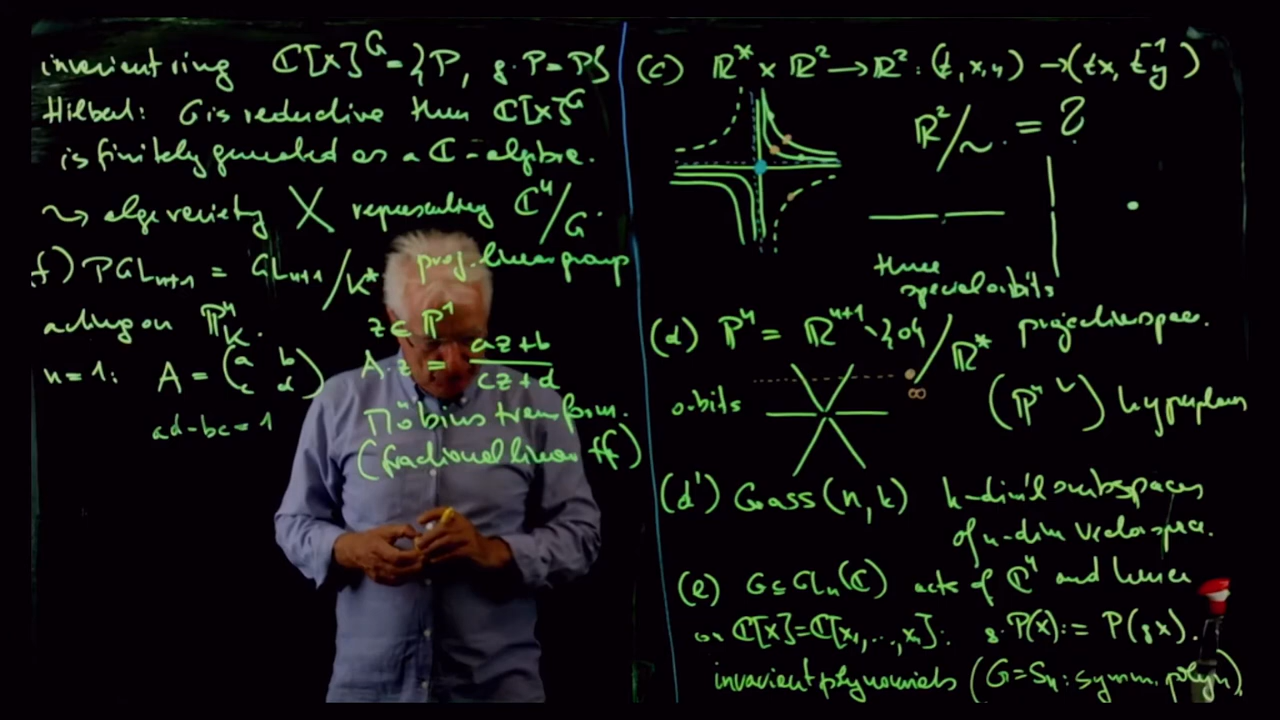 invariant ring ℂ[x]^G = {P, g·P = P}
Hilbert: G is reductive then ℂ[x]^G
is finitely generated as a ℂ-algebra.
⇝ alge variety X representing ℂ^n/G.
f) PGL_{n+1} = GL_{n+1}/K* proj. linear group
acting on ℙ^n_K. z ∈ ℙ^1
n=1: A = (a b c d) A·z = (az+b)/(cz+d)
ad-bc=1 Möbius transform.
(fractional linear tf)
(c) ℝ* × ℝ² → ℝ² : (t, x, y) → (tx, t^{-1}y)
ℝ²/~ = ?
three
special orbits
(d) ℙ^n = ℝ^{n+1} \ {0} / ℝ* projective space.
∞
orbits (ℙ^n ∨) hyperplanes
(d') Grass(n, k) k-dim'l subspaces
of n-dim vector space.
(e) G ⊆ GL_n(ℂ) acts of ℂ^n and hence
on ℂ[x] = ℂ[x_1, ..., x_n]: g·P(x) := P(gx).
invariant polynomials (G = S_n: symm. polyn)